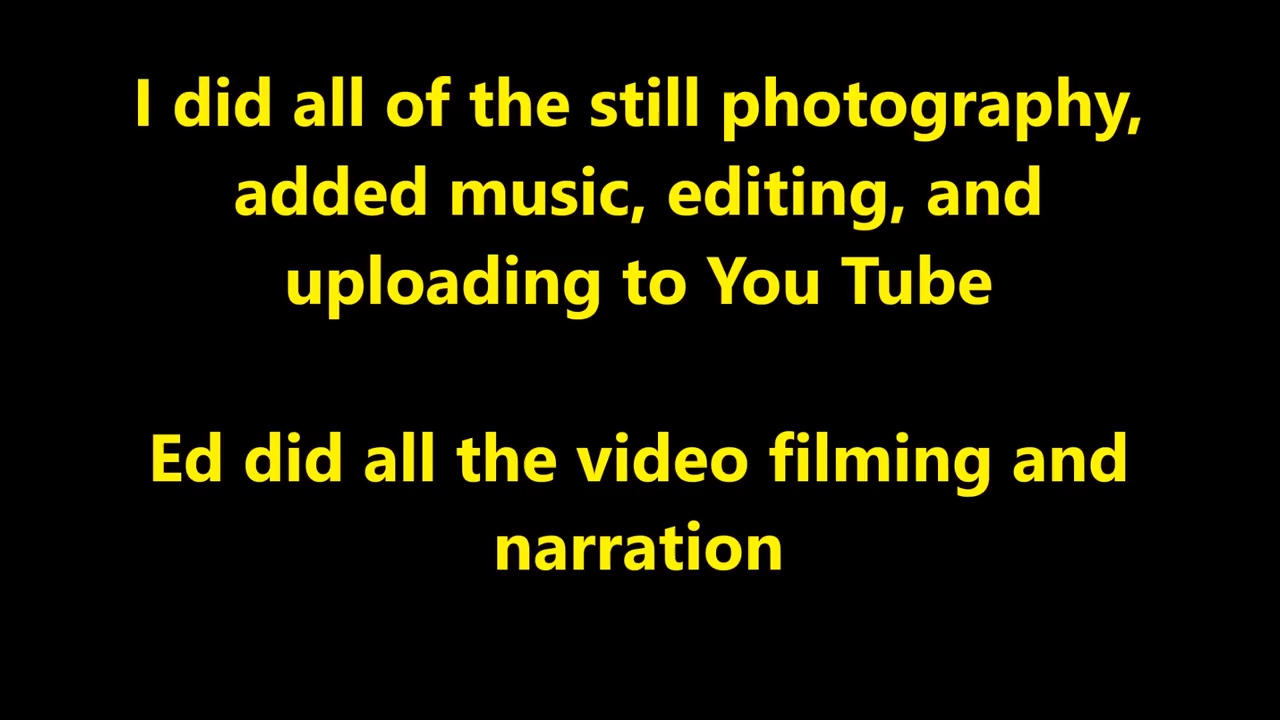 I did all of the still photography,
added music, editing, and
uploading to You Tube
Ed did all the video filming and
narration